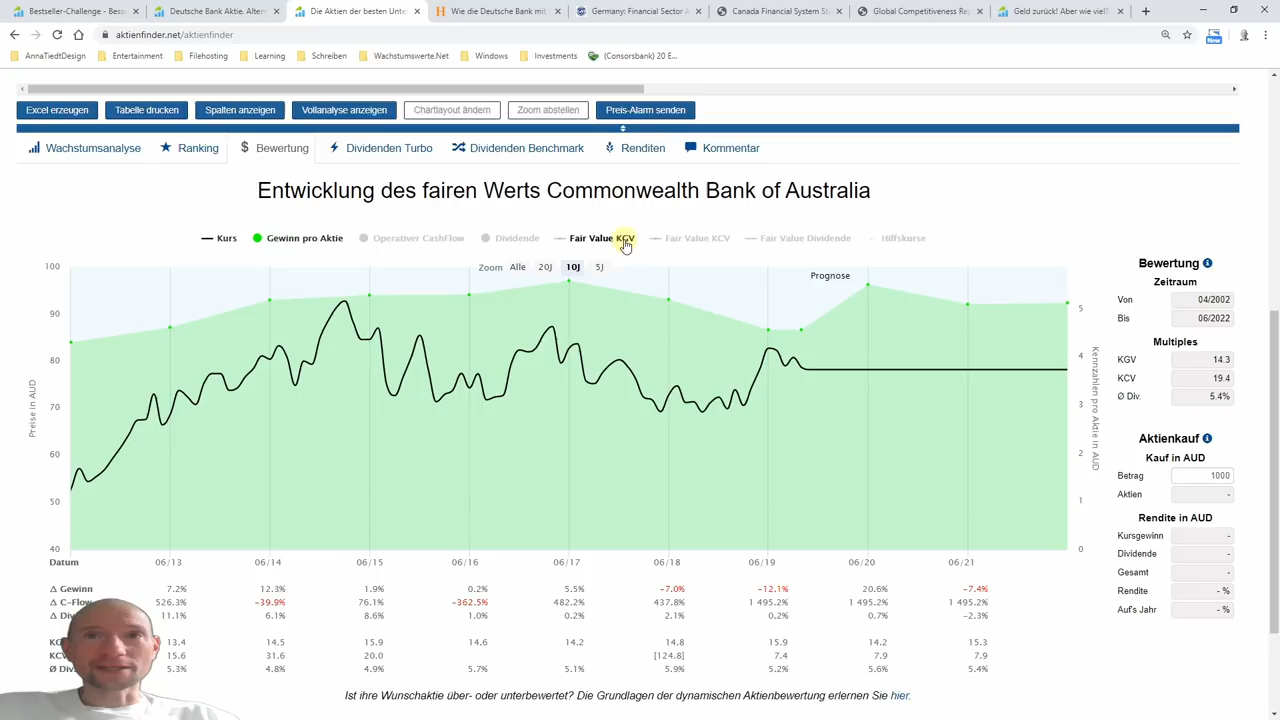 Bestseller-Challenge - Bess
Deutsche Bank Aktie. Altern
Die Aktien der besten Unte
Wie die Deutsche Bank mit
Germany: Financial Sector A
Canada Financial System St
Global Competitiveness Rep
Geld zurück! Aber wie viel?
aktienfinder.net/aktienfinder
New
AnnaTiedtDesign
Entertainment
Filehosting
Learning
Schreiben
Wachstumswerte.Net
Windows
Investments
(Consorsbank) 20 E...
Excel erzeugen
Tabelle drucken
Spalten anzeigen
Vollanalyse anzeigen
Chartlayout ändern
Zoom abstellen
Preis-Alarm senden
Wachstumsanalyse
Ranking
$ Bewertung
Dividenden Turbo
Dividenden Benchmark
Renditen
Kommentar
Entwicklung des fairen Werts Commonwealth Bank of Australia
Kurs
Gewinn pro Aktie
Operativer CashFlow
Dividende
Fair Value KGV
Fair Value KCV
Fair Value Dividende
Hilfskurse
Zoom Alle 20J 10J 5J
Prognose
100
90
80
70
60
50
40
Preise in AUD
5
4
3
2
1
0
Kennzahlen pro Aktie in AUD
Datum 06/13 06/14 06/15 06/16 06/17 06/18 06/19 06/20 06/21
Δ Gewinn 7.2% 12.3% 1.9% 0.2% 5.5% -7.0% -12.1% 20.6% -7.4%
Δ C-Flow 526.3% -39.9% 76.1% -362.5% 482.2% 437.8% 1 495.2% 1 495.2% 1 495.2%
Δ Div 11.1% 6.1% 8.6% 1.0% 0.2% 2.1% 0.2% 0.7% -2.3%
KG 13.4 14.5 15.9 14.6 14.2 14.8 15.9 14.2 15.3
KC 15.6 31.6 20.0 [124.8] 7.4 7.9 7.9
Ø Div. 5.3% 4.8% 4.9% 5.7% 5.1% 5.9% 5.2% 5.6% 5.4%
Ist ihre Wunschaktie über- oder unterbewertet? Die Grundlagen der dynamischen Aktienbewertung erlernen Sie hier.
Bewertung
Zeitraum
Von 04/2002
Bis 06/2022
Multiples
KGV 14.3
KCV 19.4
Ø Div. 5.4%
Aktienkauf
Kauf in AUD
Betrag 1000
Aktien -
Rendite in AUD
Kursgewinn -
Dividende -
Gesamt -
Rendite - %
Auf's Jahr - %